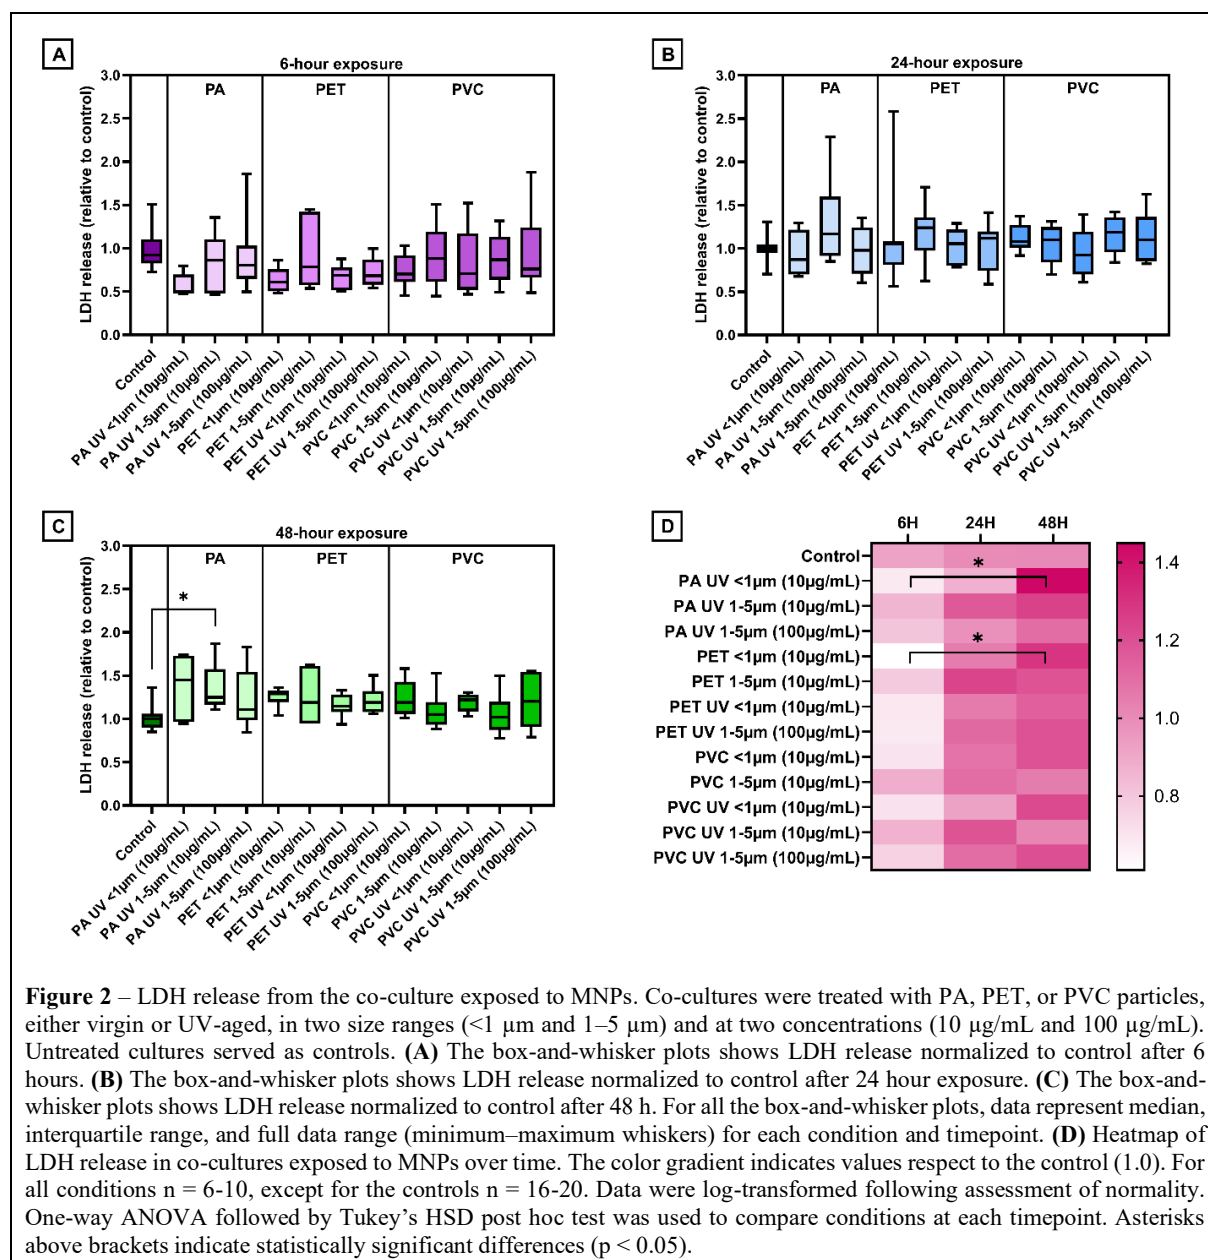 A
6-hour exposure
LDH release (relative to control)
3.0
2.5
2.0
1.5
1.0
0.5
0.0
PA
PET
PVC
Control
PA UV <1µm (10µg/mL)
PA UV 1-5µm (10µg/mL)
PA UV 1-5µm (100µg/mL)
PET <1µm (10µg/mL)
PET 1-5µm (10µg/mL)
PET UV <1µm (10µg/mL)
PET UV 1-5µm (100µg/mL)
PVC <1µm (10µg/mL)
PVC 1-5µm (10µg/mL)
PVC UV <1µm (10µg/mL)
PVC UV 1-5µm (10µg/mL)
PVC UV 1-5µm (100µg/mL)
B
24-hour exposure
LDH release (relative to control)
3.0
2.5
2.0
1.5
1.0
0.5
0.0
PA
PET
PVC
Control
PA UV <1µm (10µg/mL)
PA UV 1-5µm (10µg/mL)
PA UV 1-5µm (100µg/mL)
PET <1µm (10µg/mL)
PET 1-5µm (10µg/mL)
PET UV <1µm (10µg/mL)
PET UV 1-5µm (100µg/mL)
PVC <1µm (10µg/mL)
PVC 1-5µm (10µg/mL)
PVC UV <1µm (10µg/mL)
PVC UV 1-5µm (10µg/mL)
PVC UV 1-5µm (100µg/mL)
C
48-hour exposure
LDH release (relative to control)
3.0
2.5
2.0
1.5
1.0
0.5
0.0
PA
PET
PVC
*
Control
PA UV <1µm (10µg/mL)
PA UV 1-5µm (10µg/mL)
PA UV 1-5µm (100µg/mL)
PET <1µm (10µg/mL)
PET 1-5µm (10µg/mL)
PET UV <1µm (10µg/mL)
PET UV 1-5µm (100µg/mL)
PVC <1µm (10µg/mL)
PVC 1-5µm (10µg/mL)
PVC UV <1µm (10µg/mL)
PVC UV 1-5µm (10µg/mL)
PVC UV 1-5µm (100µg/mL)
D
6H 24H 48H
Control
*
PA UV <1µm (10µg/mL)
PA UV 1-5µm (10µg/mL)
PA UV 1-5µm (100µg/mL)
*
PET <1µm (10µg/mL)
PET 1-5µm (10µg/mL)
PET UV <1µm (10µg/mL)
PET UV 1-5µm (100µg/mL)
PVC <1µm (10µg/mL)
PVC 1-5µm (10µg/mL)
PVC UV <1µm (10µg/mL)
PVC UV 1-5µm (10µg/mL)
PVC UV 1-5µm (100µg/mL)
1.4
1.2
1.0
0.8
Figure 2 – LDH release from the co-culture exposed to MNPs. Co-cultures were treated with PA, PET, or PVC particles,
either virgin or UV-aged, in two size ranges (<1 µm and 1–5 µm) and at two concentrations (10 µg/mL and 100 µg/mL).
Untreated cultures served as controls. (A) The box-and-whisker plots shows LDH release normalized to control after 6
hours. (B) The box-and-whisker plots shows LDH release normalized to control after 24 hour exposure. (C) The box-and-
whisker plots shows LDH release normalized to control after 48 h. For all the box-and-whisker plots, data represent median,
interquartile range, and full data range (minimum–maximum whiskers) for each condition and timepoint. (D) Heatmap of
LDH release in co-cultures exposed to MNPs over time. The color gradient indicates values respect to the control (1.0). For
all conditions n = 6-10, except for the controls n = 16-20. Data were log-transformed following assessment of normality.
One-way ANOVA followed by Tukey’s HSD post hoc test was used to compare conditions at each timepoint. Asterisks
above brackets indicate statistically significant differences (p < 0.05).